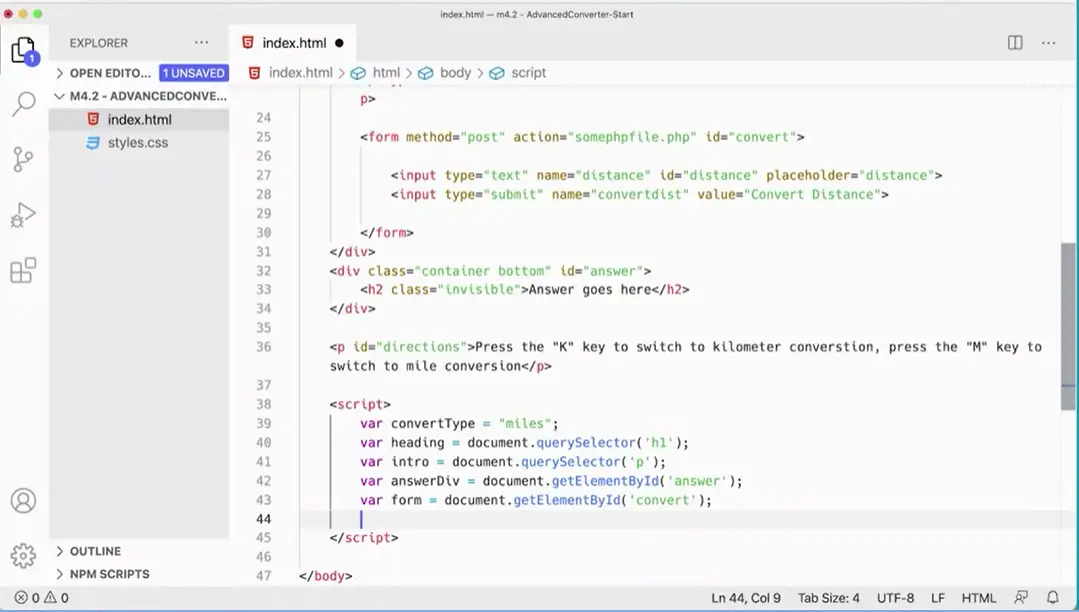 index.html — m4.2 - AdvancedConverter-Start
EXPLORER
index.html
1
OPEN EDITO... 1 UNSAVED
index.html > html > body > script
M4.2 - ADVANCEDCONVE...
index.html
styles.css
p>
24
25 <form method="post" action="somephpfile.php" id="convert">
26
27 <input type="text" name="distance" id="distance" placeholder="distance">
28 <input type="submit" name="convertdist" value="Convert Distance">
29
30 </form>
31 </div>
32 <div class="container bottom" id="answer">
33 <h2 class="invisible">Answer goes here</h2>
34 </div>
35
36 <p id="directions">Press the "K" key to switch to kilometer converstion, press the "M" key to
switch to mile conversion</p>
37
38 <script>
39 var convertType = "miles";
40 var heading = document.querySelector('h1');
41 var intro = document.querySelector('p');
42 var answerDiv = document.getElementById('answer');
43 var form = document.getElementById('convert');
44
45 </script>
46
47 </body>
OUTLINE
NPM SCRIPTS
0 0
Ln 44, Col 9 Tab Size: 4 UTF-8 LF HTML